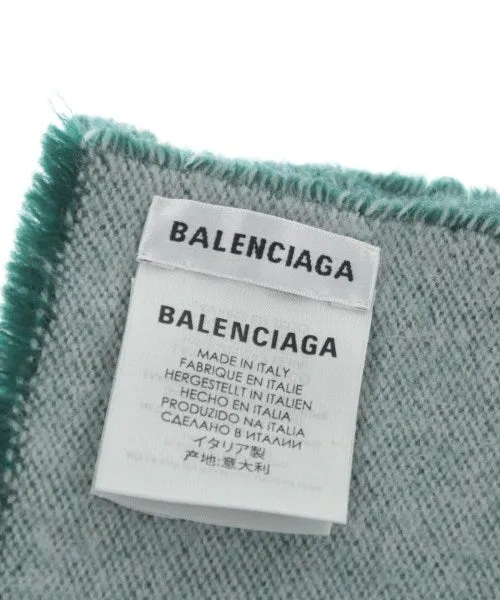 BALENCIAGA
BALENCIAGA
MADE IN ITALY
FABRIQUE EN ITALIE
HERGESTELLT IN ITALIEN
HECHO EN ITALIA
PRODUZIDO NA ITALIA
СДЕЛАНО В ИТАЛИИ
イタリア製
产地:意大利